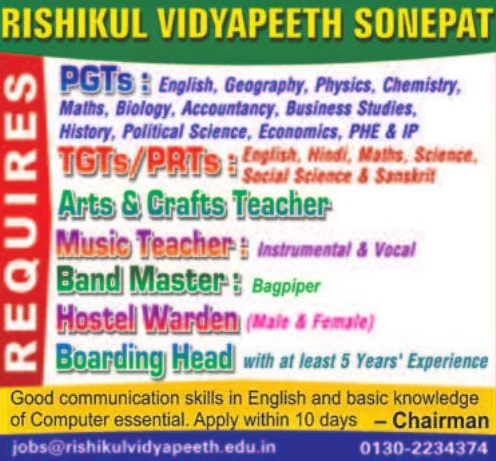 RISHIKUL VIDYAPEETH SONEPAT
REQUIRES
PGTs : English, Geography, Physics, Chemistry,
Maths, Biology, Accountancy, Business Studies,
History, Political Science, Economics, PHE & IP
TGTs/PRTs : English, Hindi, Maths, Science,
Social Science & Sanskrit
Arts & Crafts Teacher
Music Teacher : Instrumental & Vocal
Band Master : Bagpiper
Hostel Warden (Male & Female)
Boarding Head with at least 5 Years' Experience
Good communication skills in English and basic knowledge
of Computer essential. Apply within 10 days – Chairman
jobs@rishikulvidyapeeth.edu.in 0130-2234374